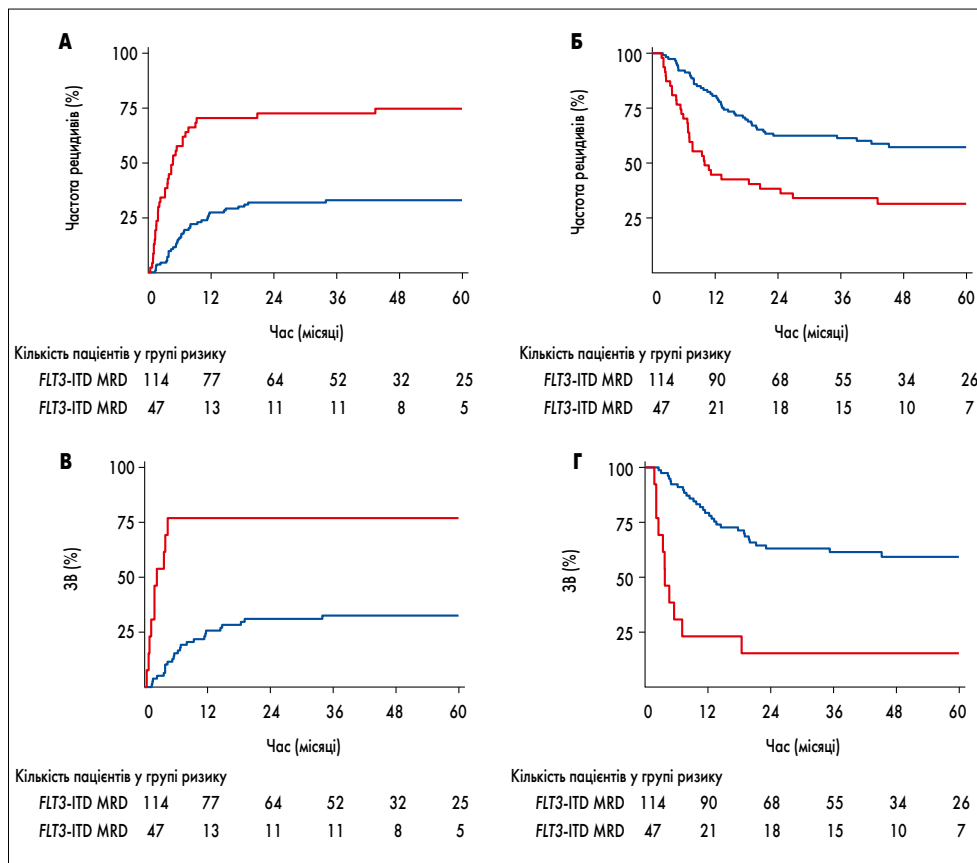 А
Частота рецидивів (%)
100
75
50
25
0 12 24 36 48 60
Час (місяці)
Кількість пацієнтів у групі ризику
FLT3-ITD MRD 114 77 64 52 32 25
FLT3-ITD MRD 47 13 11 11 8 5
Б
Частота рецидивів (%)
100
75
50
25
0 12 24 36 48 60
Час (місяці)
Кількість пацієнтів у групі ризику
FLT3-ITD MRD 114 90 68 55 34 26
FLT3-ITD MRD 47 21 18 15 10 7
В
ЗВ (%)
100
75
50
25
0 12 24 36 48 60
Час (місяці)
Кількість пацієнтів у групі ризику
FLT3-ITD MRD 114 77 64 52 32 25
FLT3-ITD MRD 47 13 11 11 8 5
Г
ЗВ (%)
100
75
50
25
0 12 24 36 48 60
Час (місяці)
Кількість пацієнтів у групі ризику
FLT3-ITD MRD 114 90 68 55 34 26
FLT3-ITD MRD 47 21 18 15 10 7